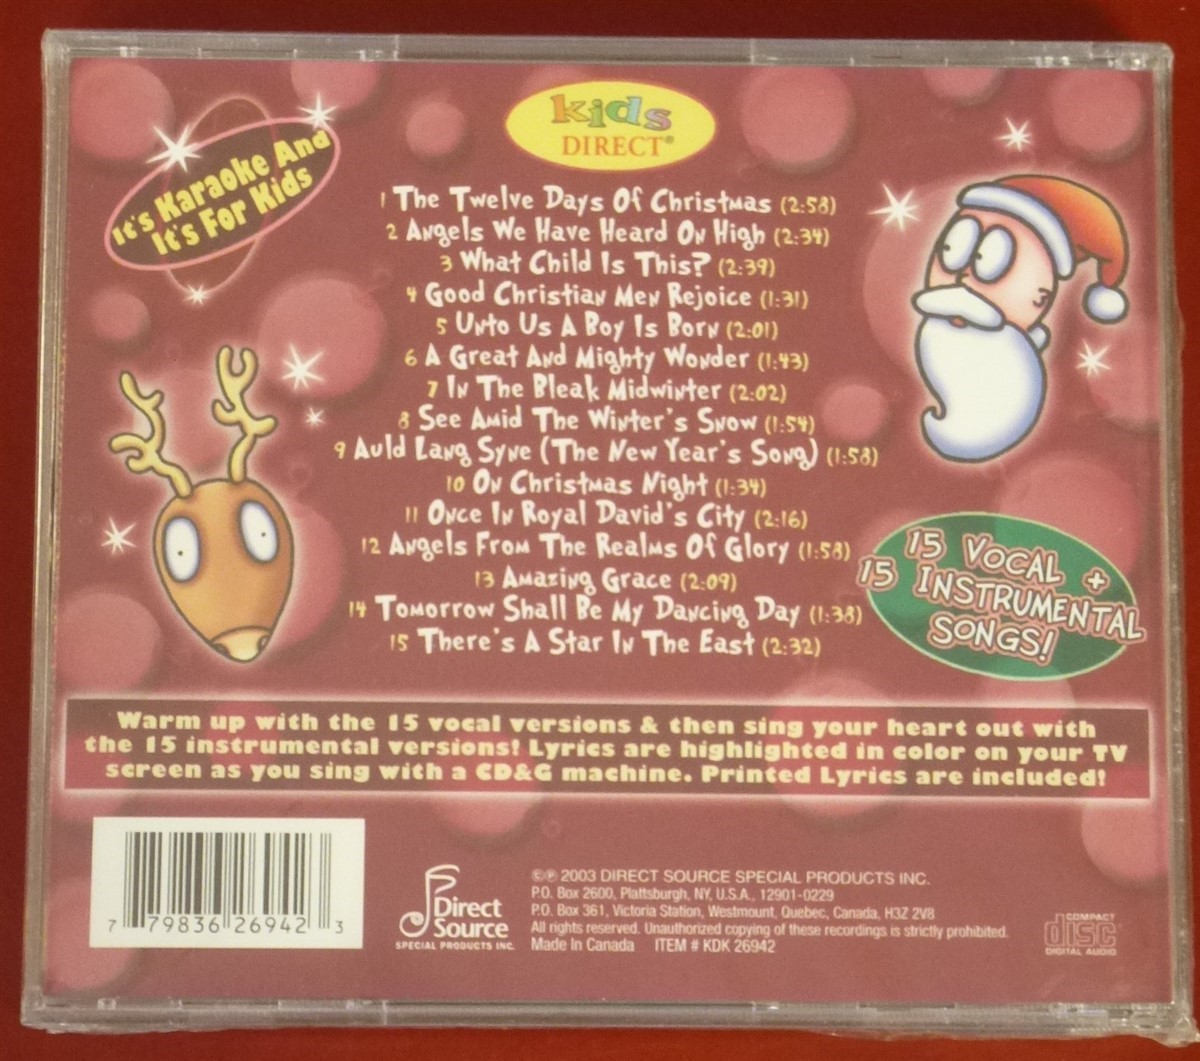 kids
DIRECT®
It's Karaoke And
It's For Kids
1 The Twelve Days Of Christmas (2:58)
2 Angels We Have Heard On High (2:34)
3 What Child Is This? (2:39)
4 Good Christian Men Rejoice (1:31)
5 Unto Us A Boy Is Born (2:01)
6 A Great And Mighty Wonder (1:43)
7 In The Bleak Midwinter (2:02)
8 See Amid The Winter's Snow (1:54)
9 Auld Lang Syne (The New Year's Song) (1:58)
10 On Christmas Night (1:34)
11 Once In Royal David's City (2:16)
12 Angels From The Realms Of Glory (1:58)
13 Amazing Grace (2:09)
14 Tomorrow Shall Be My Dancing Day (1:38)
15 There's A Star In The East (2:32)
15 VOCAL +
15 INSTRUMENTAL
SONGS!
Warm up with the 15 vocal versions & then sing your heart out with
the 15 instrumental versions! Lyrics are highlighted in color on your TV
screen as you sing with a CD&G machine. Printed Lyrics are included!
7 79836 26942 3
Direct
Source
SPECIAL PRODUCTS INC.
©℗ 2003 DIRECT SOURCE SPECIAL PRODUCTS INC.
P.O. Box 2600, Plattsburgh, NY, U.S.A., 12901-0229
P.O. Box 361, Victoria Station, Westmount, Quebec, Canada, H3Z 2V8
All rights reserved. Unauthorized copying of these recordings is strictly prohibited.
Made In Canada ITEM # KDK 26942
COMPACT
disc
DIGITAL AUDIO